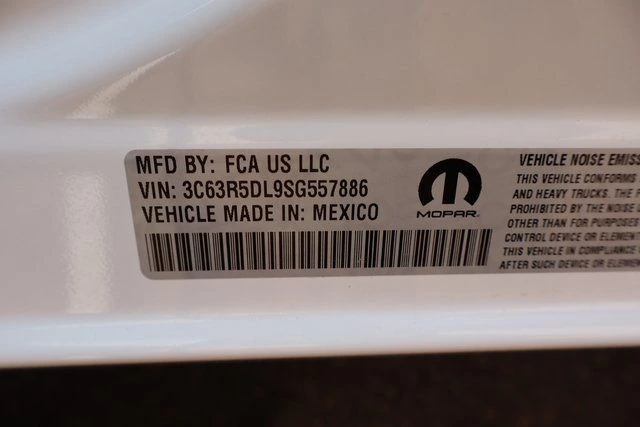 MFD BY: FCA US LLC
VIN: 3C63R5DL9SG557886
VEHICLE MADE IN: MEXICO
MOPAR
VEHICLE NOISE EMISS
THIS VEHICLE CONFORMS
AND HEAVY TRUCKS. THE F
PROHIBITED BY THE NOISE C
OTHER THAN FOR PURPOSES
CONTROL DEVICE OR ELEMENT
THIS VEHICLE IN COMPLIANCE
AFTER SUCH DEVICE OR ELEMEN